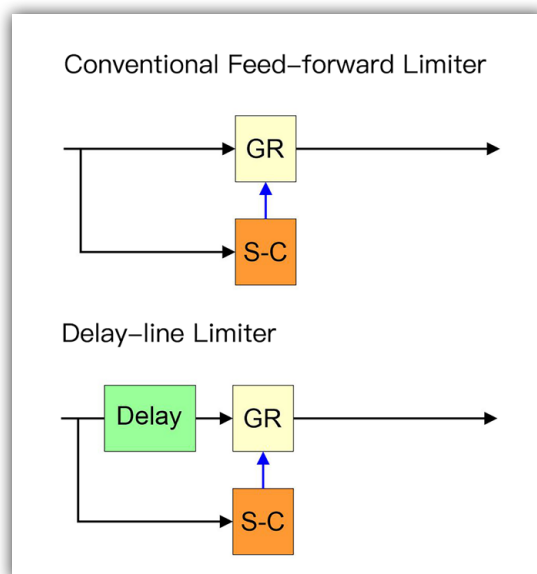 Conventional Feed-forward Limiter
GR
S-C
Delay-line Limiter
Delay
GR
S-C